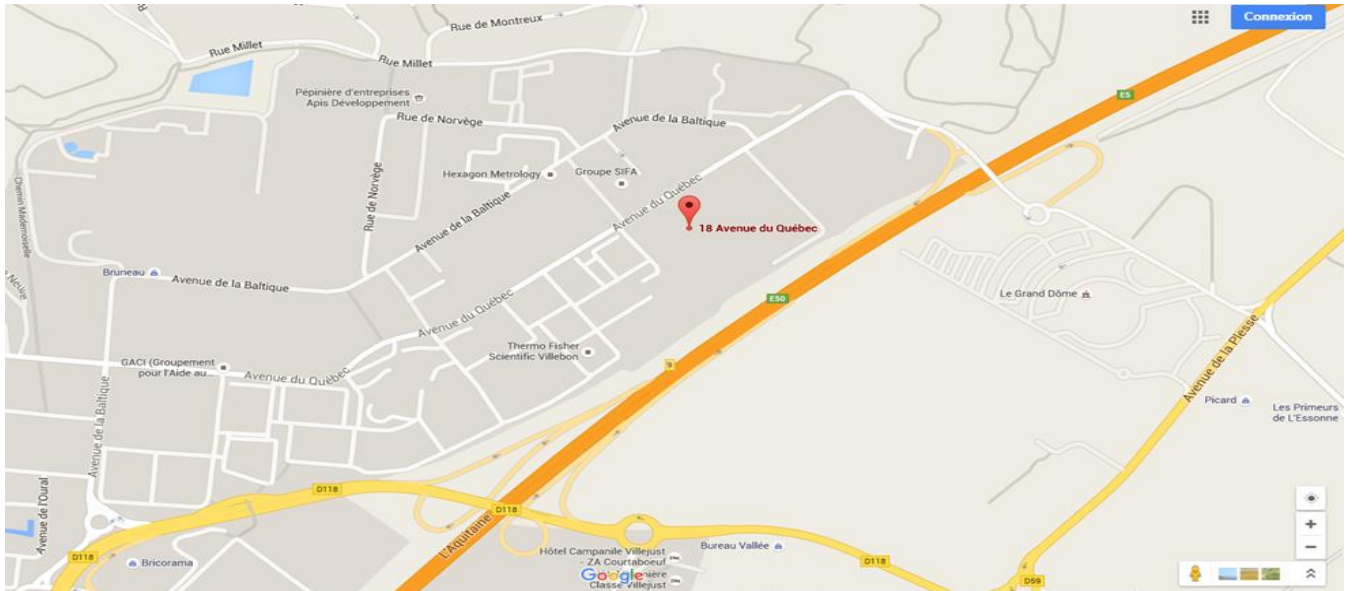 Connexion
Rue de Montreux
Rue Millet
Rue Millet
E5
Pépinière d'entreprises
Apis Développement
Rue de Norvège
Avenue de la Baltique
Hexagon Metrology
Groupe SIFA
Rue de Norvège
Chemin Mademoiselle
Avenue du Québec
Avenue de la Baltique
18 Avenue du Québec
Bruneau
Avenue de la Baltique
Neuve
E50
Le Grand Dôme
Avenue du Québec
Thermo Fisher
Scientific Villebon
GACI (Groupement
pour l'Aide au...
Avenue du Québec
9
Avenue de la Plesse
Avenue de la Baltique
Picard
Les Primeurs
de L'Essonne
D118
D118
L'Aquitaine
Avenue de l'Oural
D118
Bricorama
Hôtel Campanile Villejust
- ZA Courtaboeuf
Bureau Vallée
D118
Google
Classe Villejust
D59
+
−